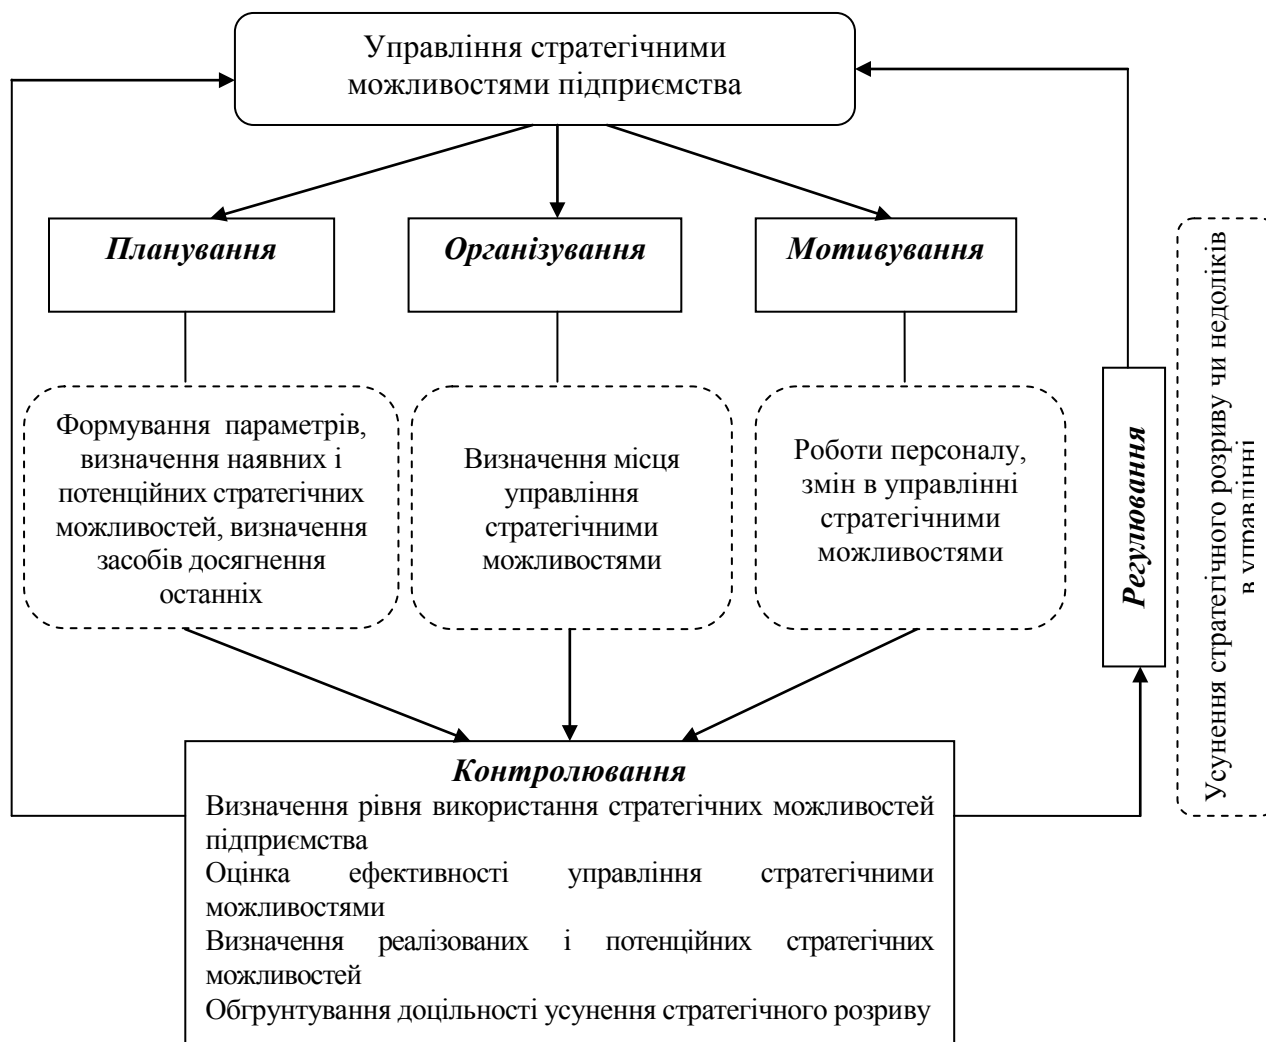 Управління стратегічними
можливостями підприємства
Планування
Організування
Мотивування
Формування параметрів,
визначення наявних і
потенційних стратегічних
можливостей, визначення
засобів досягнення
останніх
Визначення місця
управління
стратегічними
можливостями
Роботи персоналу,
змін в управлінні
стратегічними
можливостями
Регулювання
Усунення стратегічного розриву чи недоліків
в управлінні
Контролювання
Визначення рівня використання стратегічних можливостей
підприємства
Оцінка ефективності управління стратегічними
можливостями
Визначення реалізованих і потенційних стратегічних
можливостей
Обгрунтування доцільності усунення стратегічного розриву